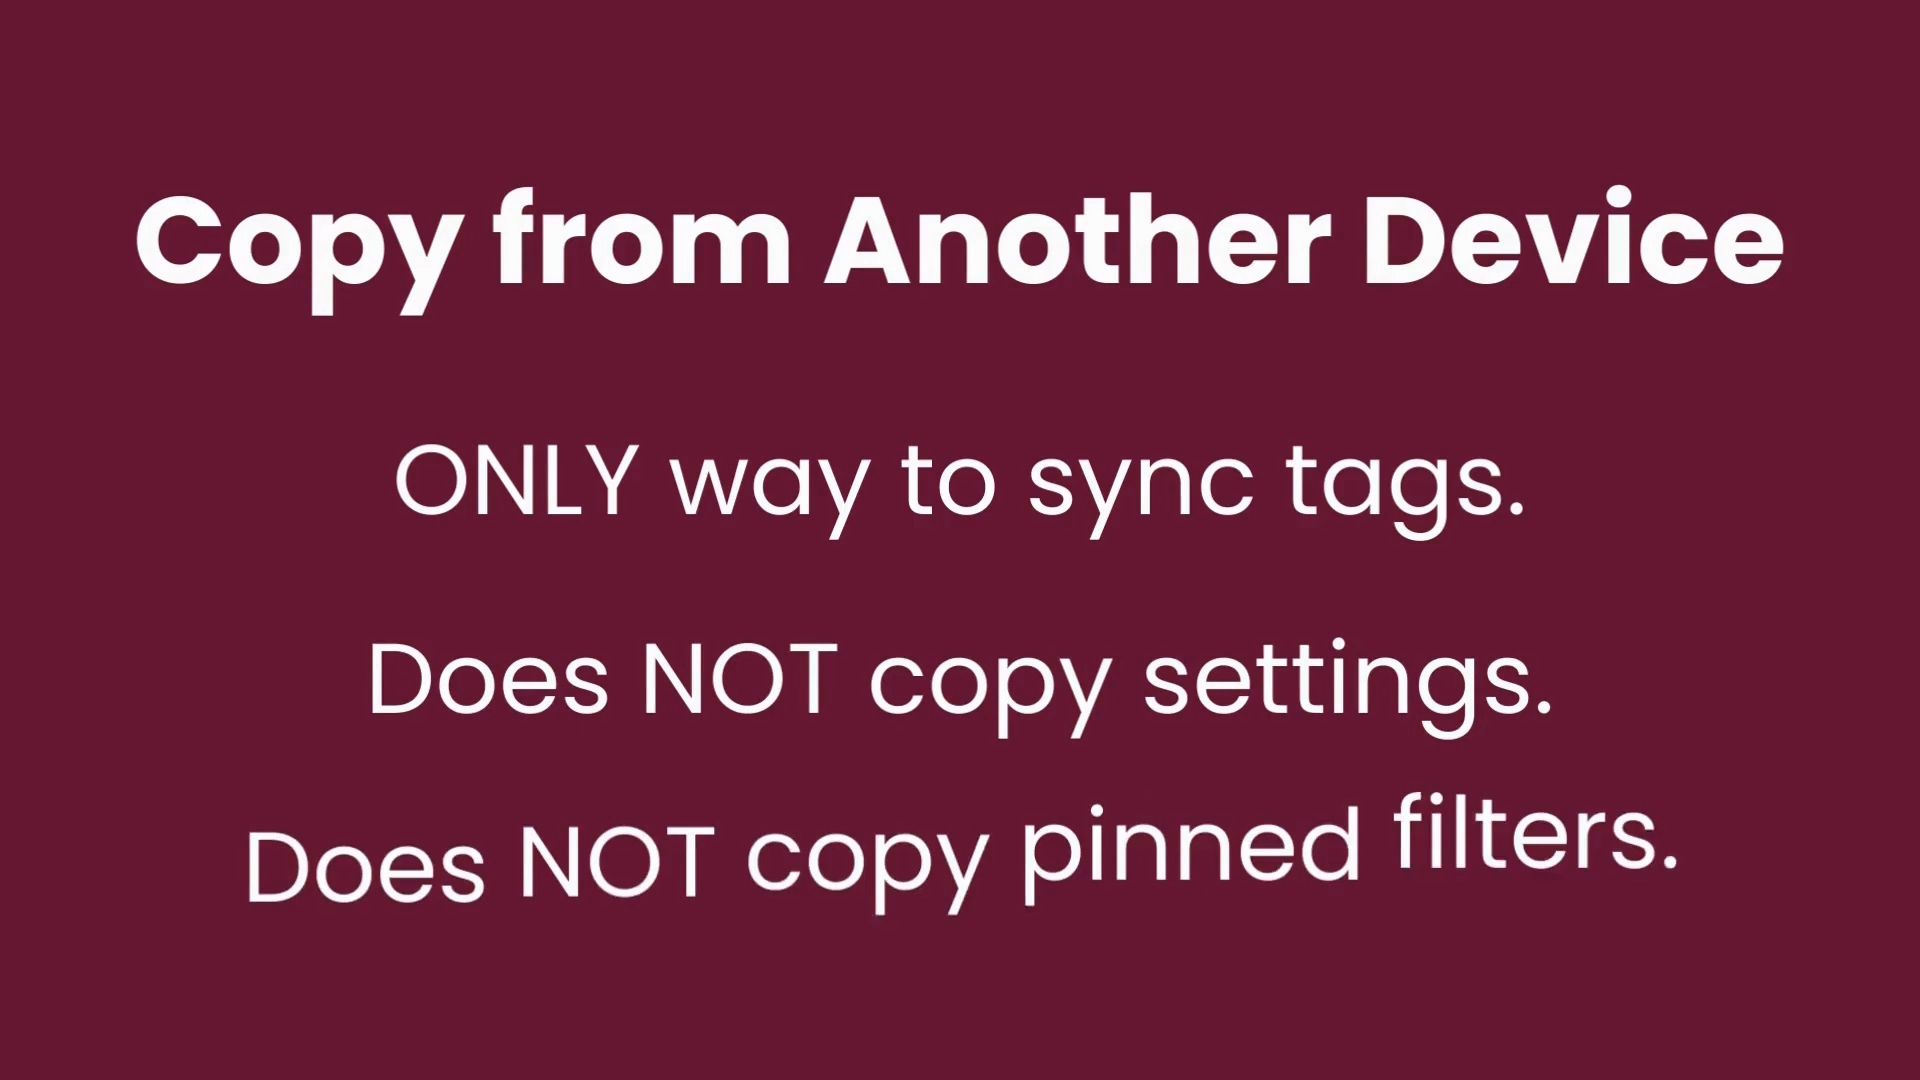 Copy from Another Device
ONLY way to sync tags.
Does NOT copy settings.
Does NOT copy pinned filters.